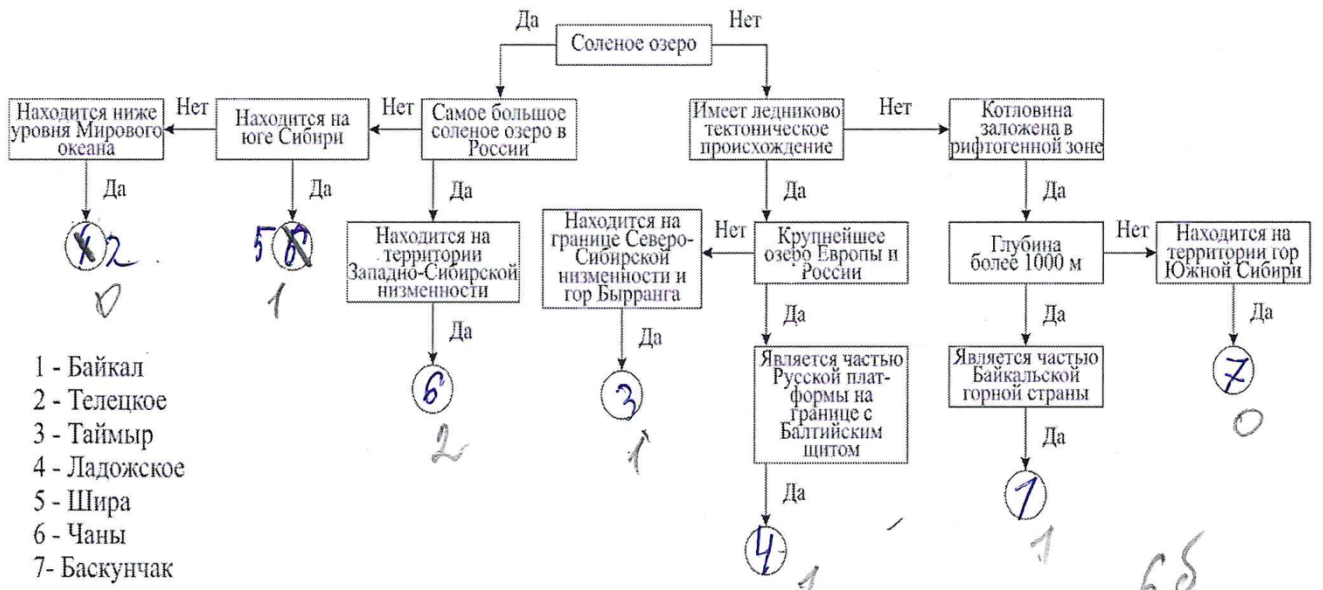 Да
Нет
Соленое озеро
Находится ниже
уровня Мирового
океана
Нет
Находится на
юге Сибири
Нет
Самое большое
соленое озеро в
России
Имеет ледниково
тектоническое
происхождение
Нет
Котловина
заложена в
рифтогенной зоне
Да
Да
Да
Да
Да
2
5
Находится на
территории
Западно-Сибирской
низменности
Находится на
границе Северо-
Сибирской
низменности и
гор Бырранга
Нет
Крупнейшее
озеро Европы и
России
Глубина
более 1000 м
Нет
Находится на
территории гор
Южной Сибири
0
1
Да
Да
Да
Да
Да
6
3
Является частью
Русской плат-
формы на
границе с
Балтийским
щитом
Является частью
Байкальской
горной страны
7
2
1
0
Да
Да
4
1
1
1
6 б
1 - Байкал
2 - Телецкое
3 - Таймыр
4 - Ладожское
5 - Шира
6 - Чаны
7- Баскунчак